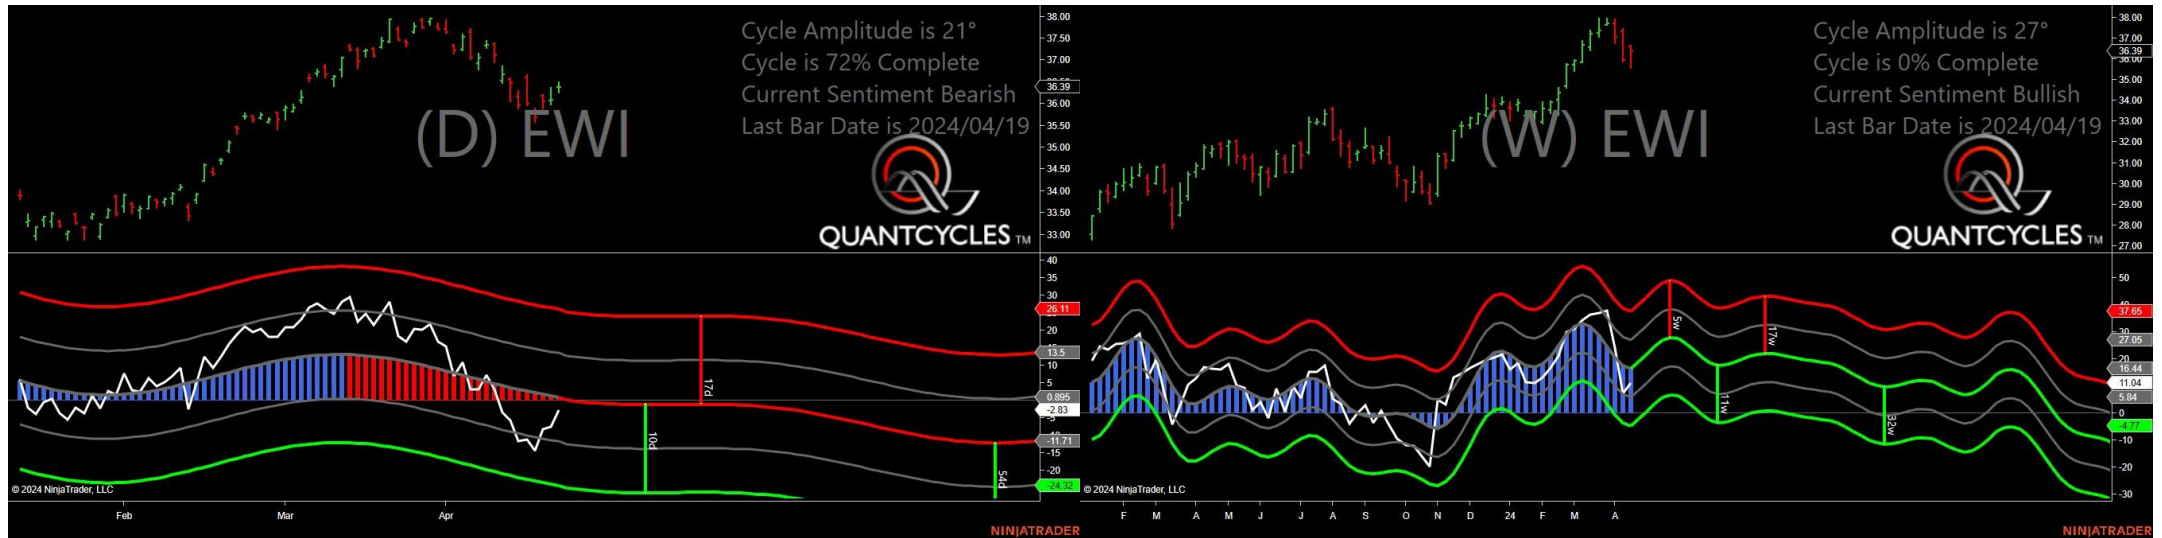 Cycle Amplitude is 21°
Cycle is 72% Complete
Current Sentiment Bearish
Last Bar Date is 2024/04/19
(D) EWI
QUANTCYCLES TM
38.00
37.50
37.00
36.39
36.00
35.50
35.00
34.50
34.00
33.50
33.00
40
35
30
26.11
20
13.5
10
5
0.895
-2.83
-11.71
-15
-20
-24.32
17d
10d
54d
© 2024 NinjaTrader, LLC
Feb Mar Apr
NINJATRADER
Cycle Amplitude is 27°
Cycle is 0% Complete
Current Sentiment Bullish
Last Bar Date is 2024/04/19
(W) EWI
QUANTCYCLES TM
38.00
37.00
36.39
36.00
35.00
34.00
33.00
32.00
31.00
30.00
29.00
28.00
27.00
50
37.65
30
27.05
20
16.44
11.04
5.84
0
-4.77
-10
-20
-30
5w
17w
11w
32w
© 2024 NinjaTrader, LLC
F M A M J J A S O N D 24 F M A
NINJATRADER